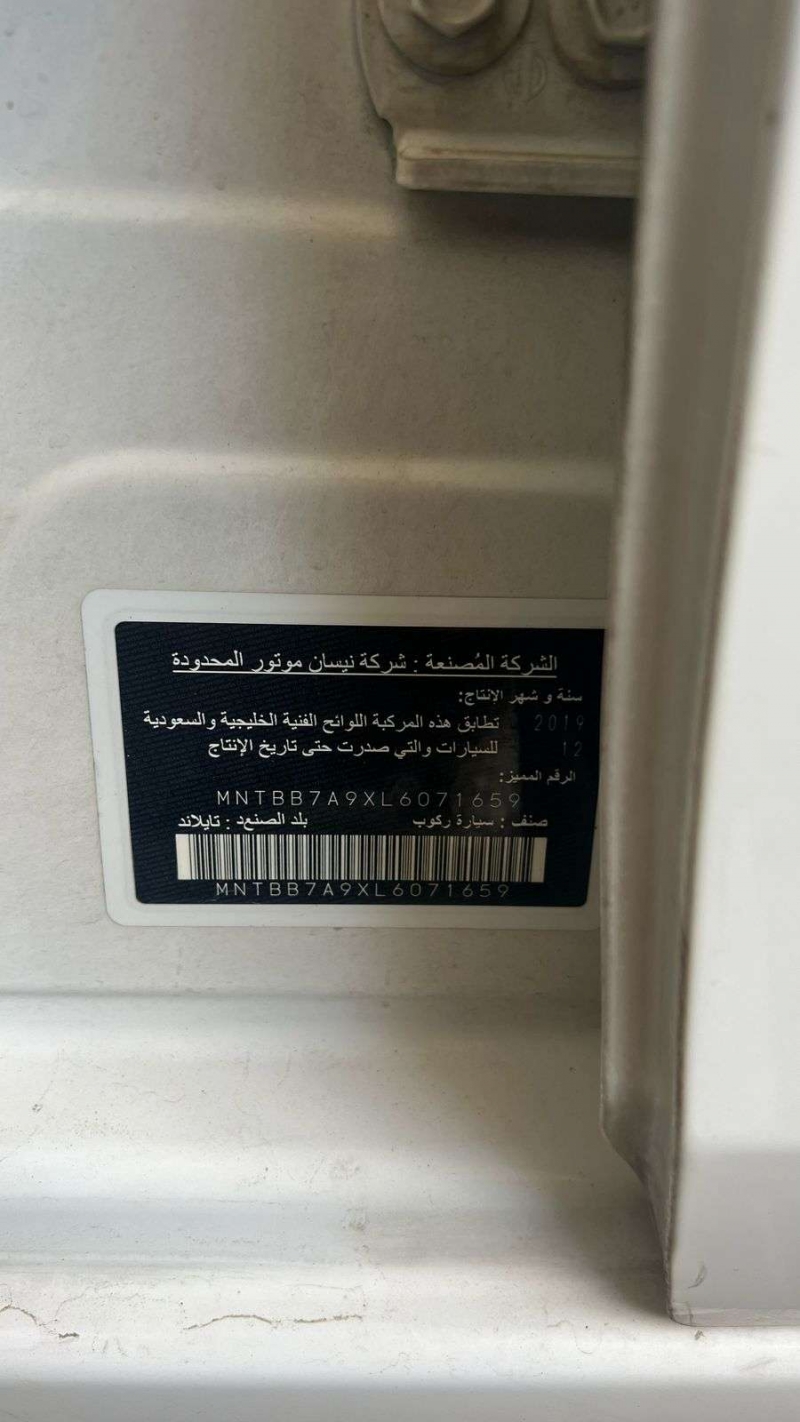 الشركة المُصنعة : شركة نيسان موتور المحدودة
سنة و شهر الإنتاج:
2019 تطابق هذه المركبة اللوائح الفنية الخليجية والسعودية
12 للسيارات والتي صدرت حتى تاريخ الإنتاج
الرقم المميز:
MNTBB7A9XL6071659
صنف : سيارة ركوب بلد الصنعد : تايلاند
MNTBB7A9XL6071659